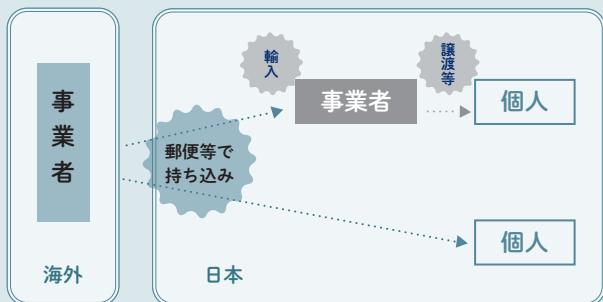 事業者
海外
輸入
事業者
譲渡等
個人
郵便等で
持ち込み
個人
日本